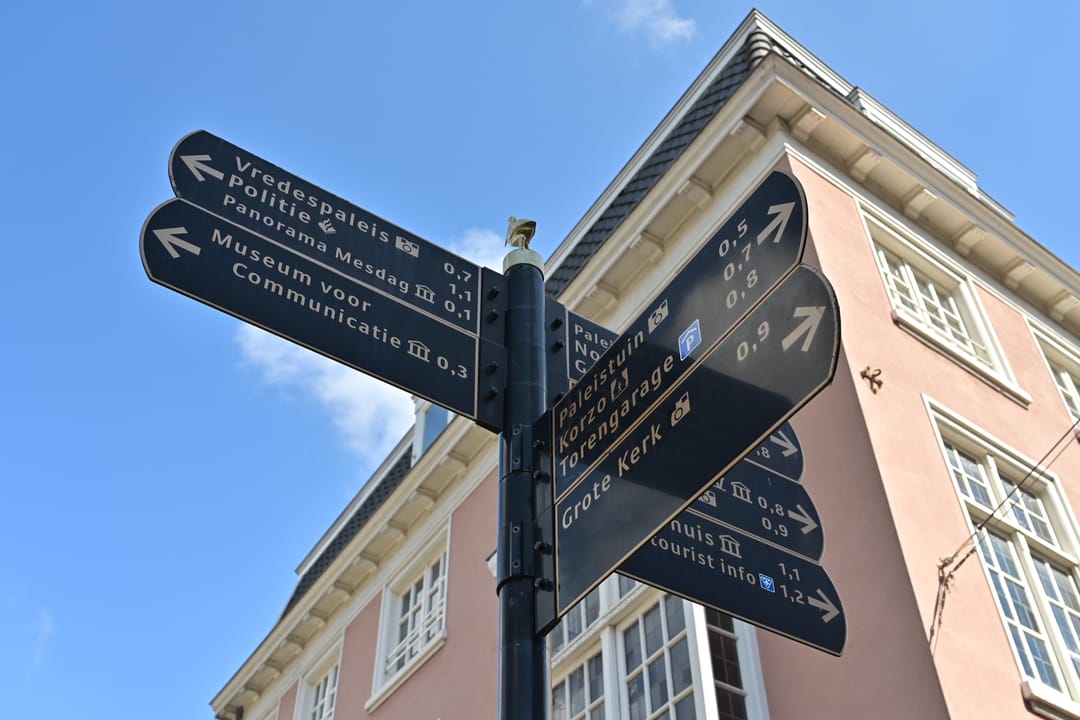 Vredespaleis 0,7
Politie 1,1
Panorama Mesdag 0,1
Museum voor
Communicatie 0,3
Paleistuin 0,5
Korzo 0,7
Torengarage P 0,8
Grote Kerk 0,9
0,8
0,9
1,1
tourist info 1,2